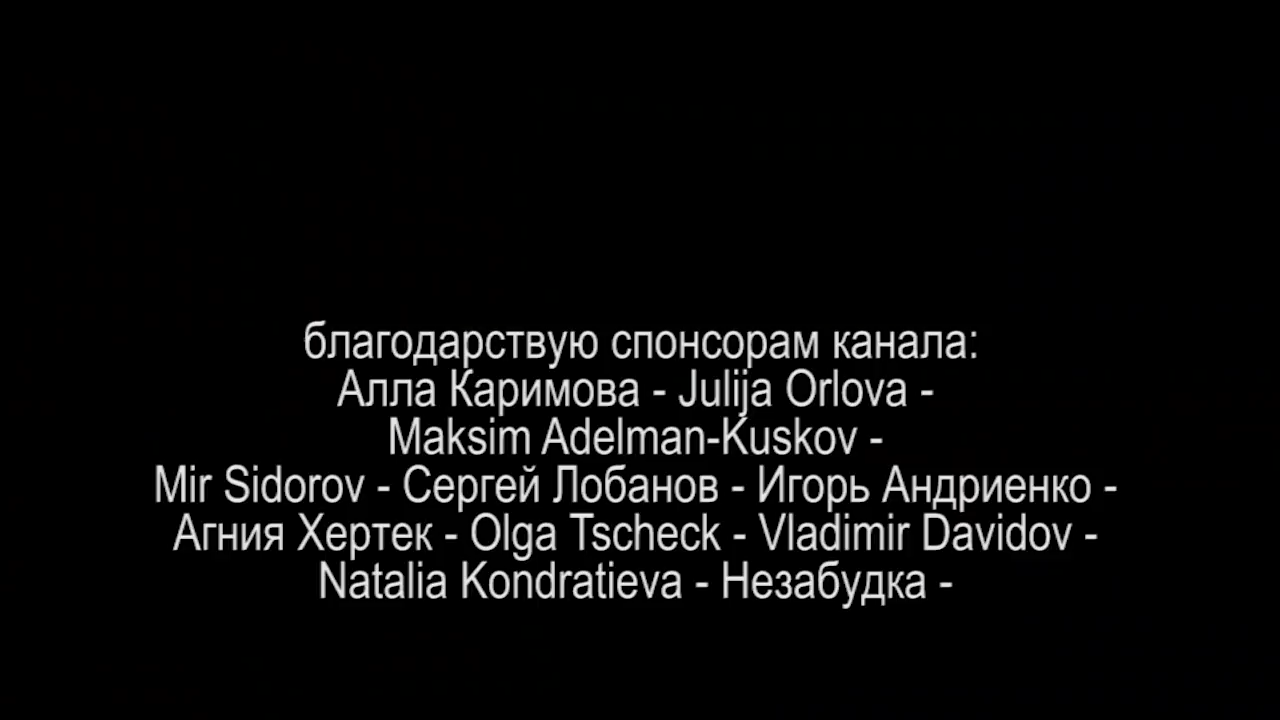 благодарствую спонсорам канала:
Алла Каримова - Julija Orlova -
Maksim Adelman-Kuskov -
Mir Sidorov - Сергей Лобанов - Игорь Андриенко -
Агния Хертек - Olga Tscheck - Vladimir Davidov -
Natalia Kondratieva - Незабудка -